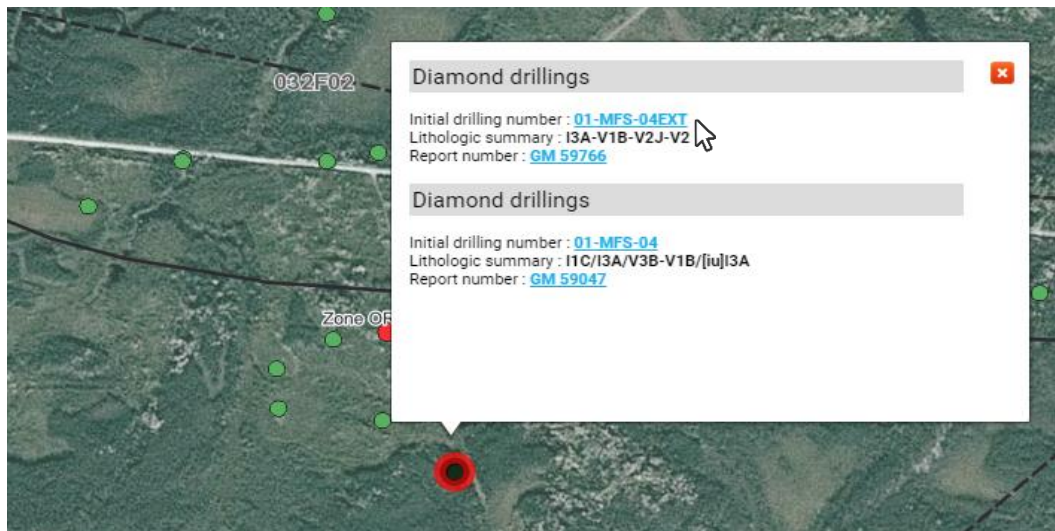 032F02
Diamond drillings
Initial drilling number : 01-MFS-04EXT
Lithologic summary : I3A-V1B-V2J-V2
Report number : GM 59766
Diamond drillings
Initial drilling number : 01-MFS-04
Lithologic summary : I1C/I3A/V3B-V1B/[iu]I3A
Report number : GM 59047
Zone OR